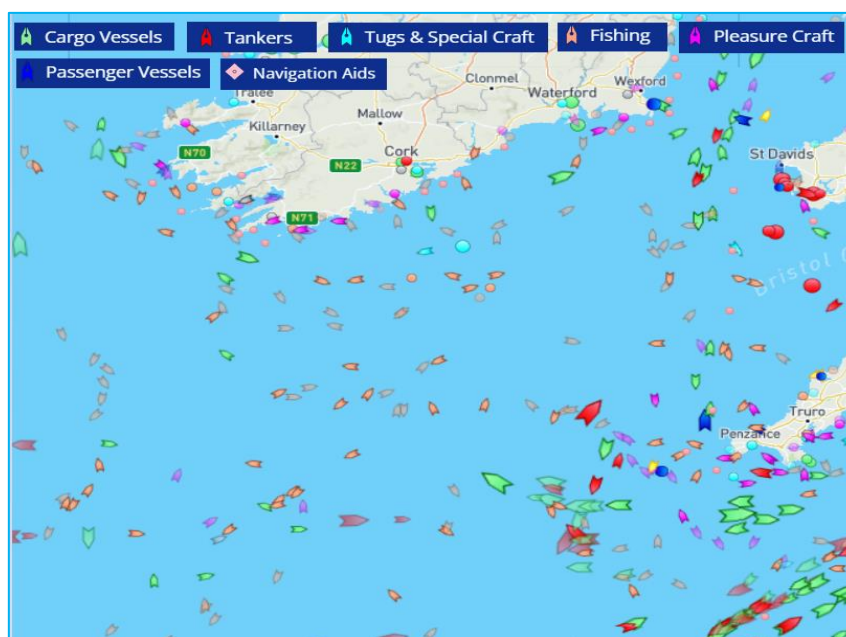 Cargo Vessels
Tankers
Tugs & Special Craft
Fishing
Pleasure Craft
Passenger Vessels
Navigation Aids
Tralee
Killarney
Mallow
Clonmel
Waterford
Wexford
N70
N22
Cork
N71
St Davids
Bristol
Truro
Penzance